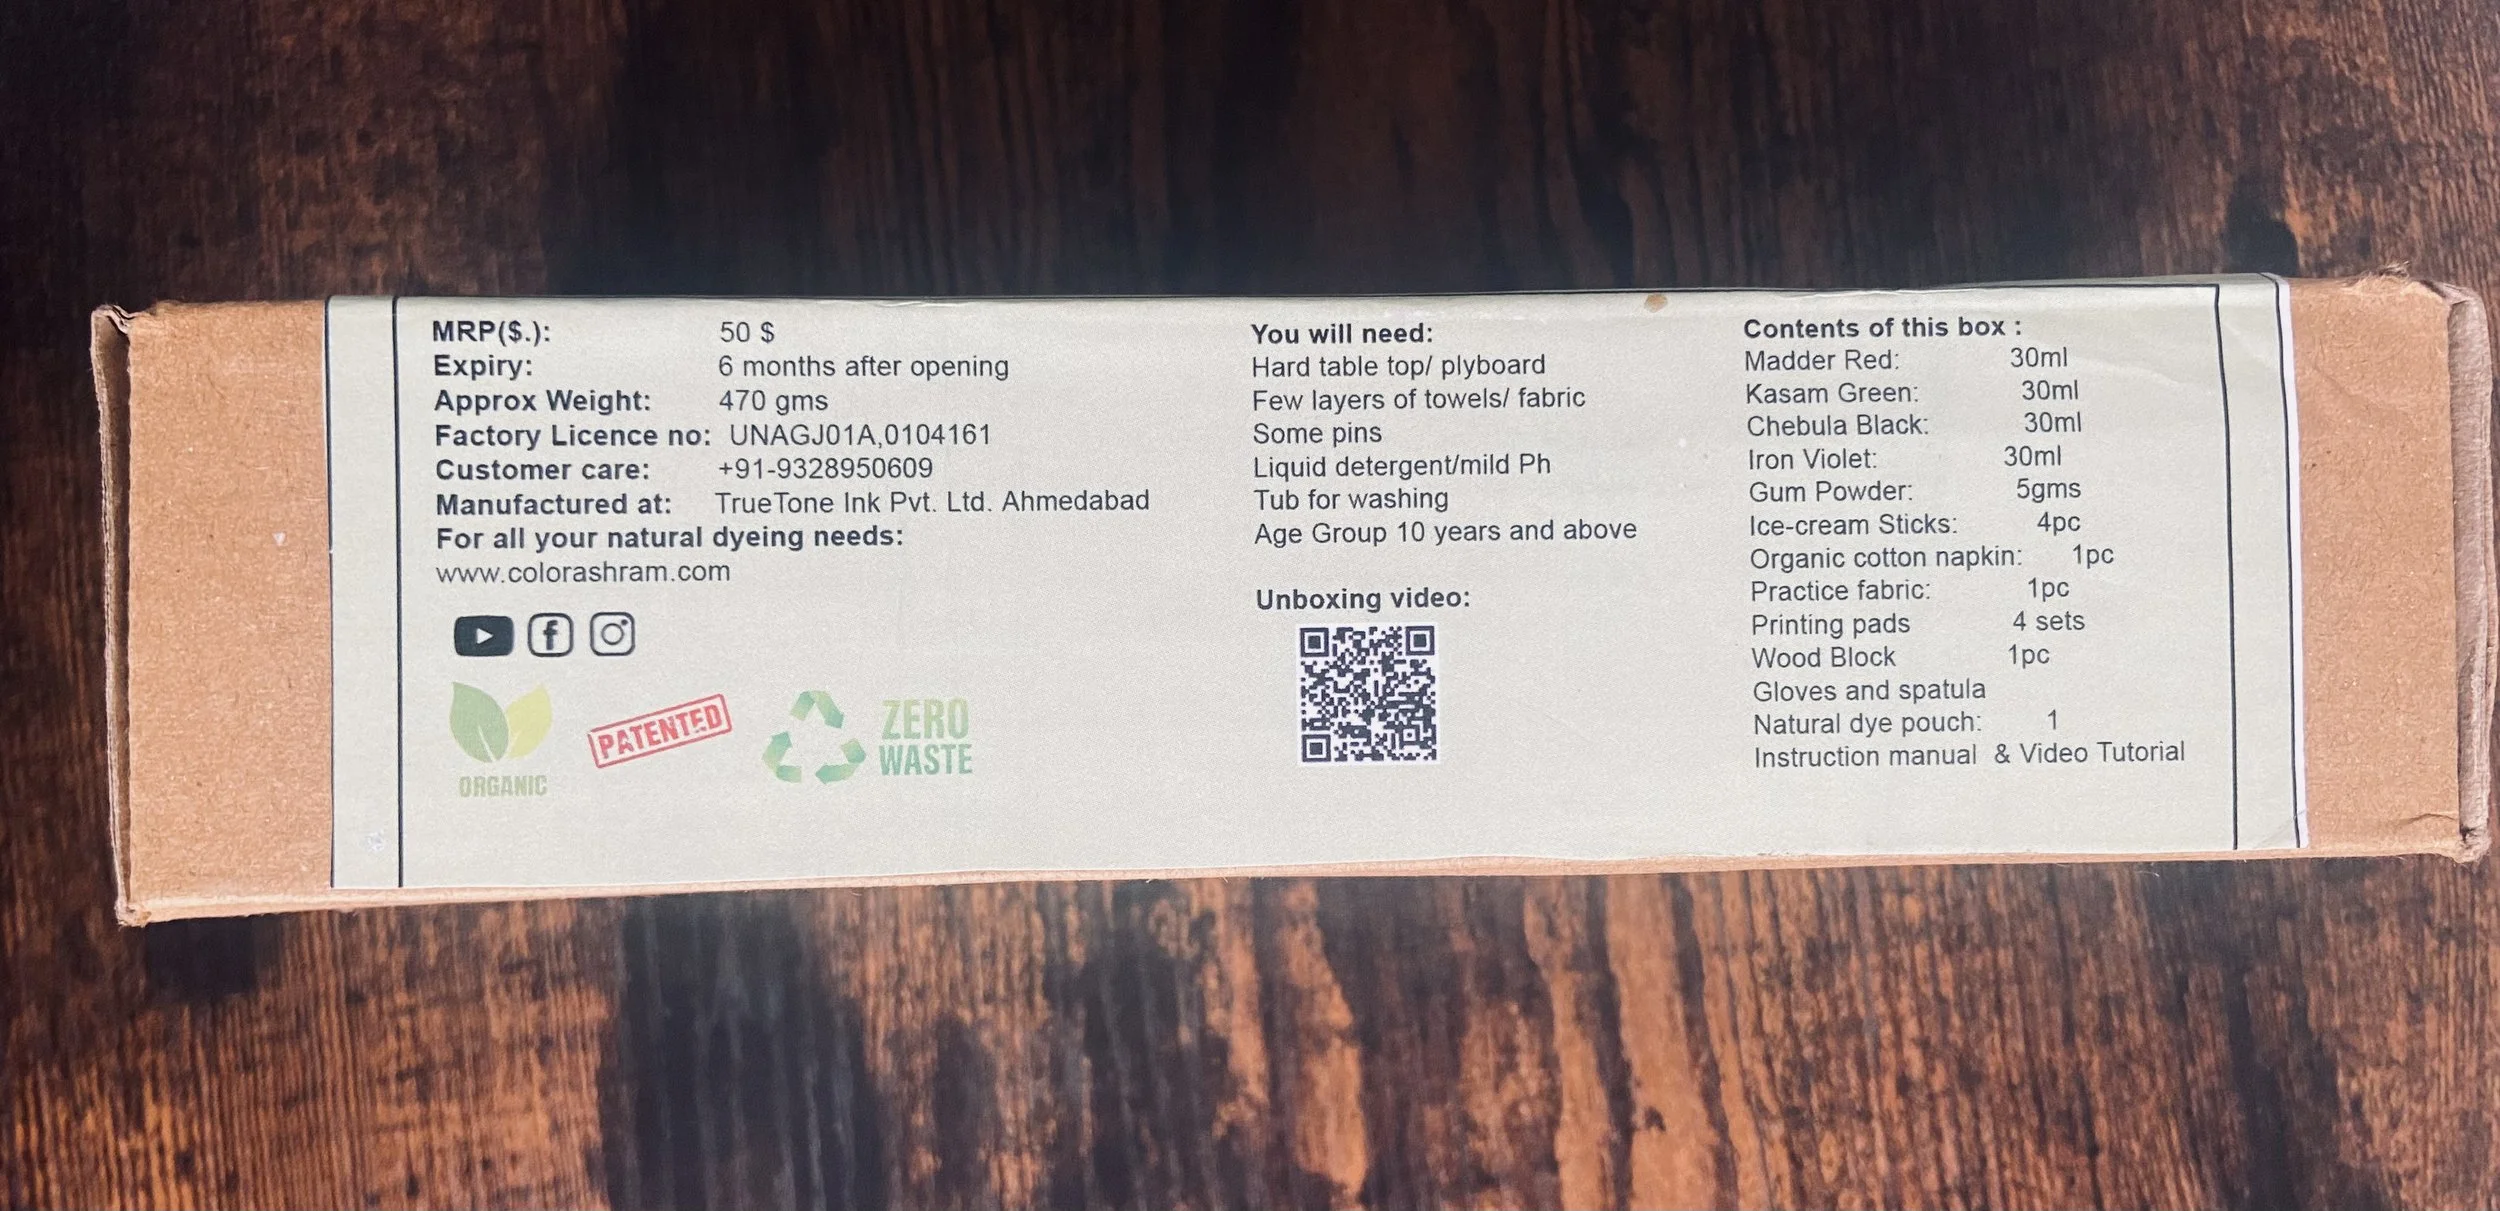 MRP($.): 50 $
Expiry: 6 months after opening
Approx Weight: 470 gms
Factory Licence no: UNAGJ01A,0104161
Customer care: +91-9328950609
Manufactured at: TrueTone Ink Pvt. Ltd. Ahmedabad
For all your natural dyeing needs:
www.colorashram.com
ORGANIC
PATENTED
ZERO
WASTE
You will need:
Hard table top/ plyboard
Few layers of towels/ fabric
Some pins
Liquid detergent/mild Ph
Tub for washing
Age Group 10 years and above
Unboxing video:
Contents of this box :
Madder Red: 30ml
Kasam Green: 30ml
Chebula Black: 30ml
Iron Violet: 30ml
Gum Powder: 5gms
Ice-cream Sticks: 4pc
Organic cotton napkin: 1pc
Practice fabric: 1pc
Printing pads 4 sets
Wood Block 1pc
Gloves and spatula
Natural dye pouch: 1
Instruction manual & Video Tutorial